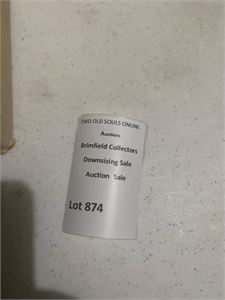 TWO OLD SOULS ONLINE
Auctions
Brimfield Collectors
Downsizing Sale
Auction Sale
Lot 874